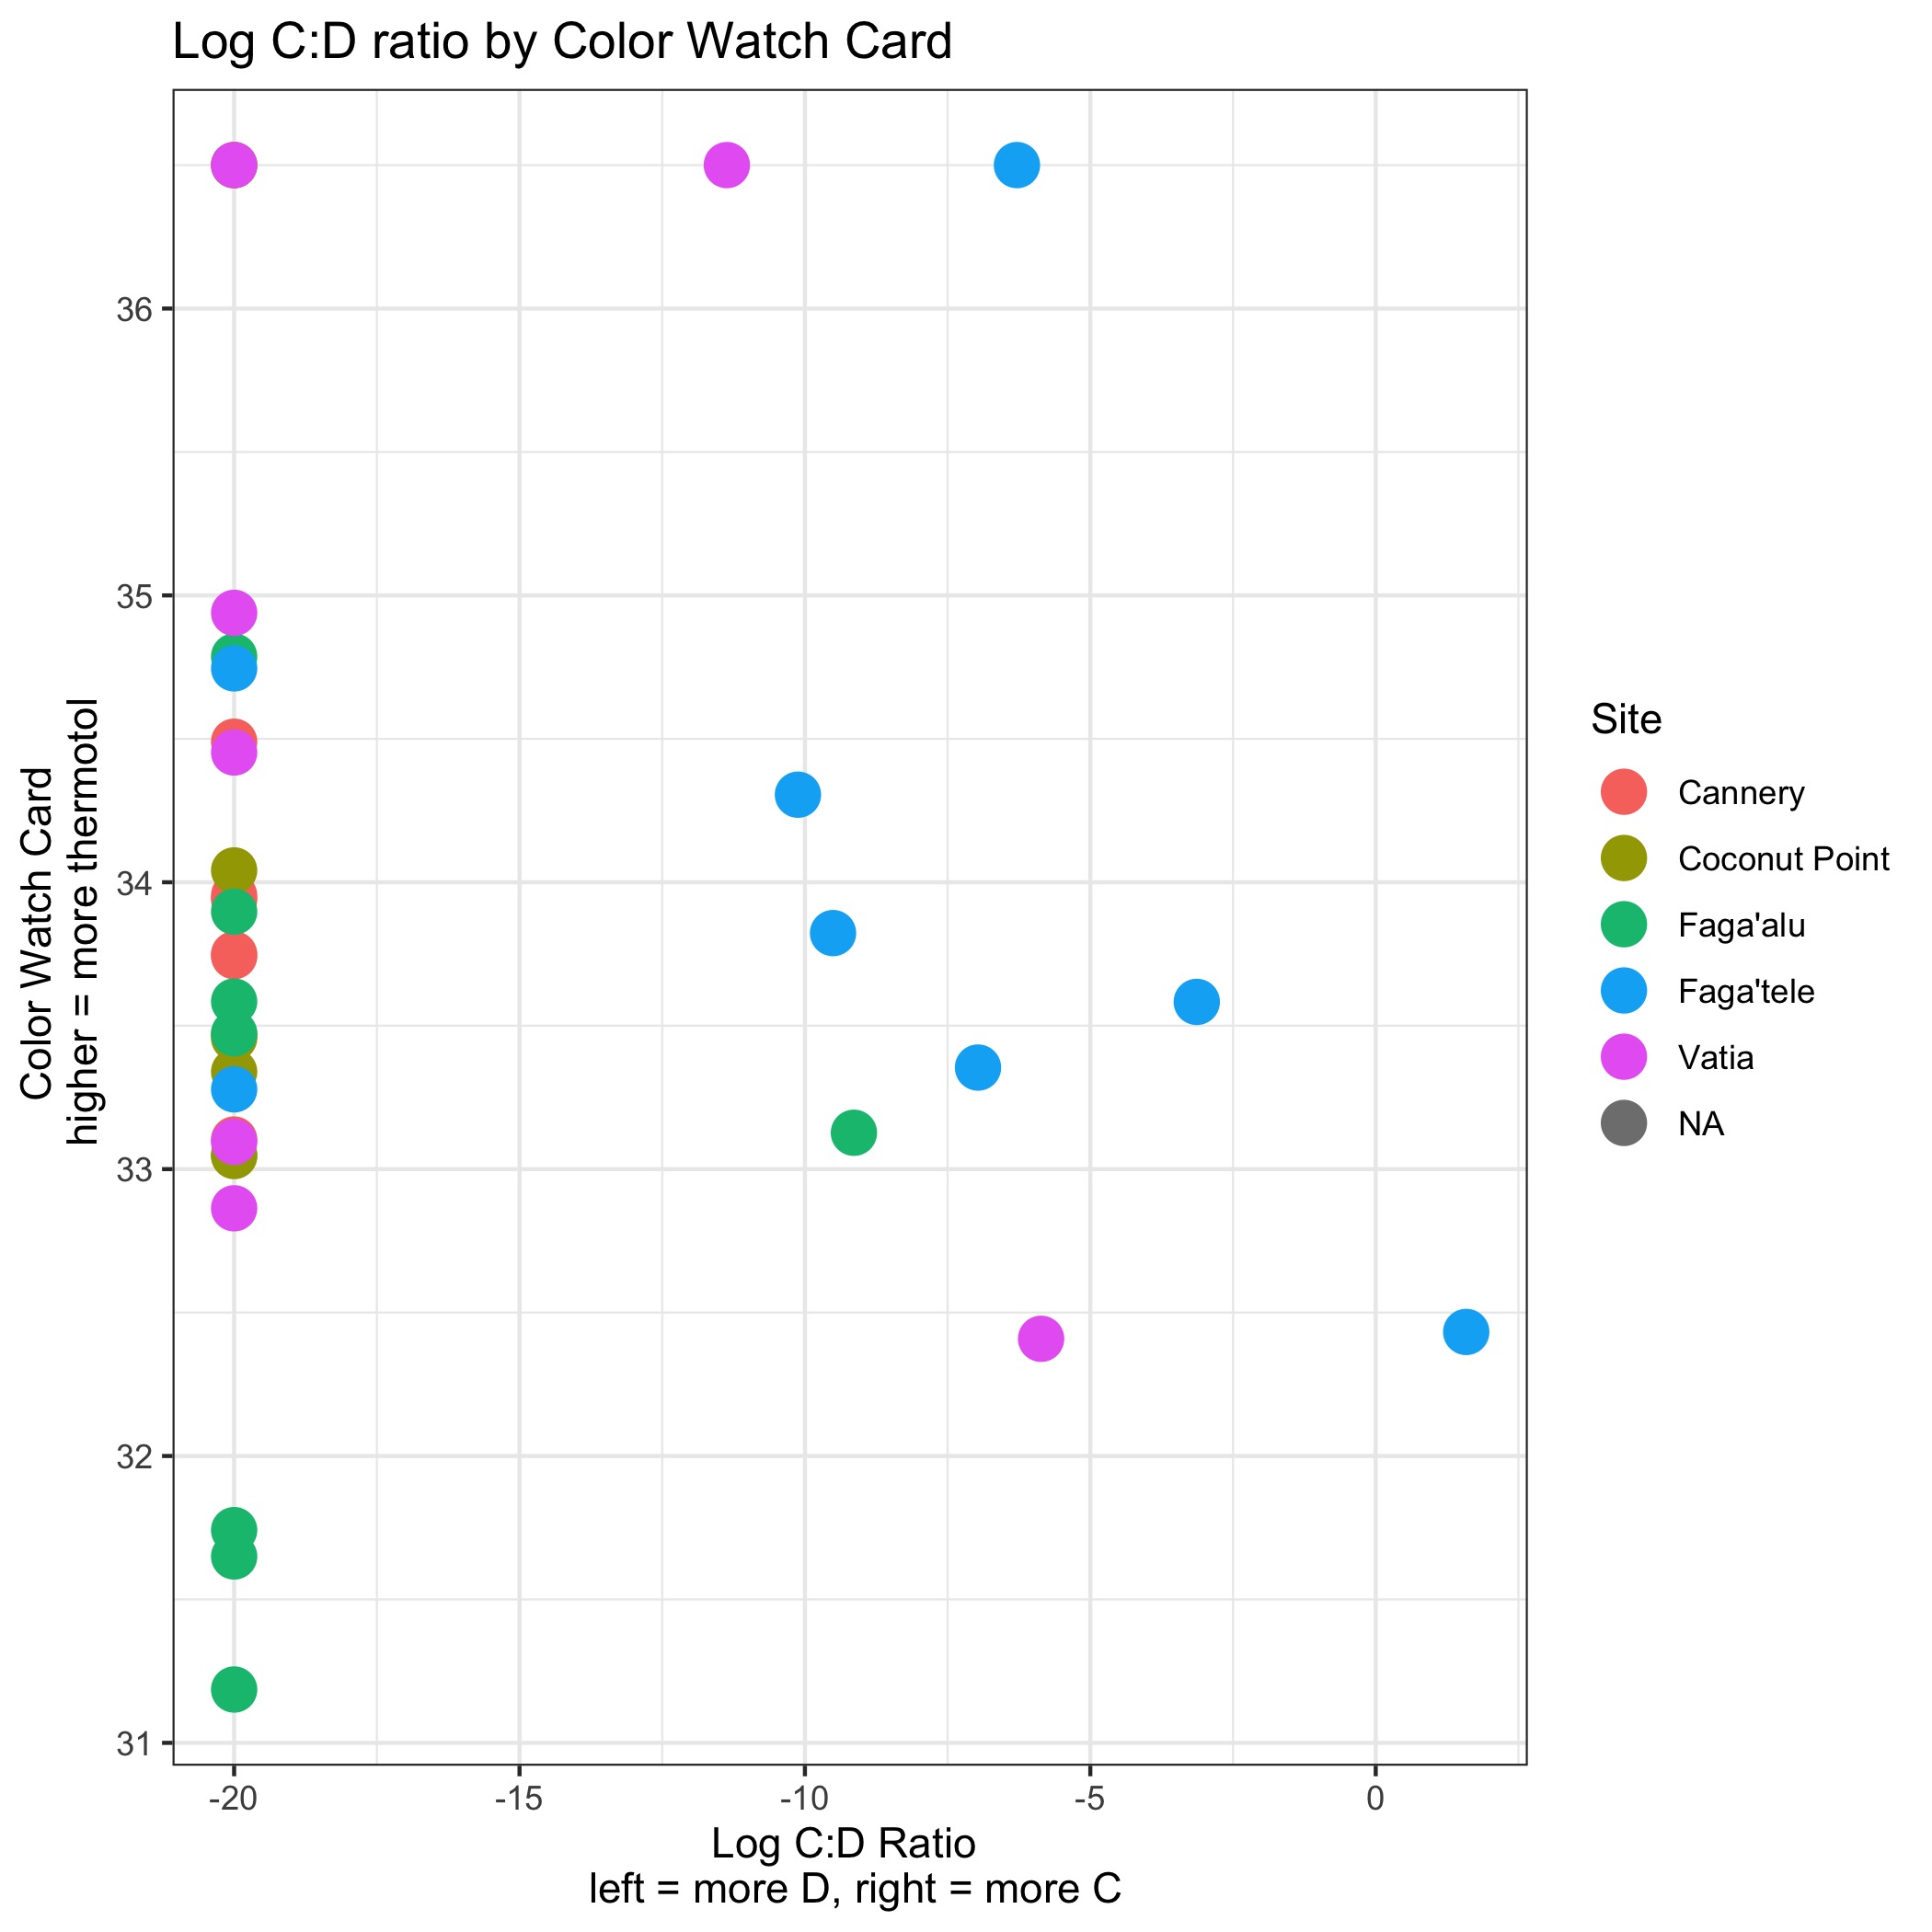 Log C:D ratio by Color Watch Card
Color Watch Card
higher = more thermotol
36
35
34
33
32
31
-20
-15
-10
-5
0
Log C:D Ratio
left = more D, right = more C
Site
Cannery
Coconut Point
Faga'alu
Faga'tele
Vatia
NA